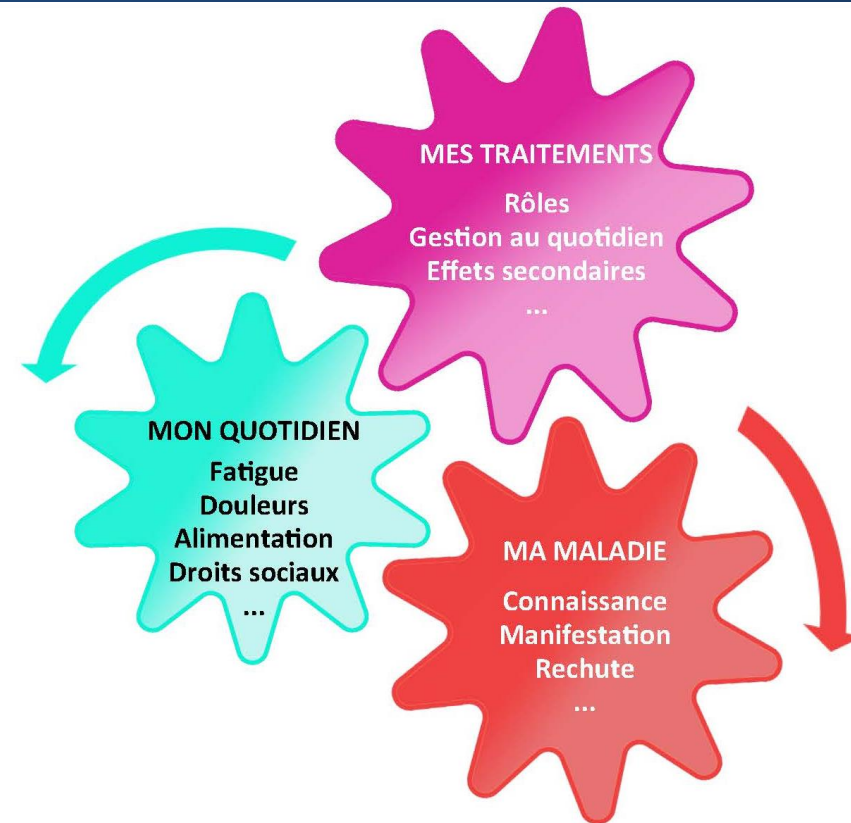 MES TRAITEMENTS
Rôles
Gestion au quotidien
Effets secondaires
...
MON QUOTIDIEN
Fatigue
Douleurs
Alimentation
Droits sociaux
...
MA MALADIE
Connaissance
Manifestation
Rechute
...